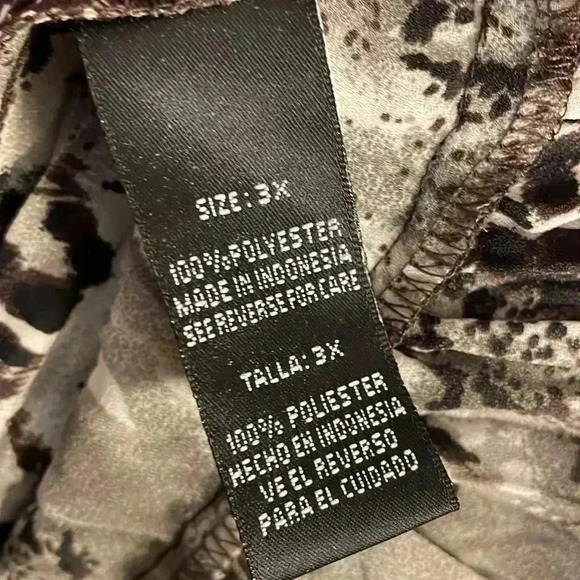 SIZE: 3X
100% POLYESTER
MADE IN INDONESIA
SEE REVERSE FOR CARE
TALLA: 3X
100% POLIESTER
HECHO EN INDONESIA
VE EL REVERSO
PARA EL CUIDADO